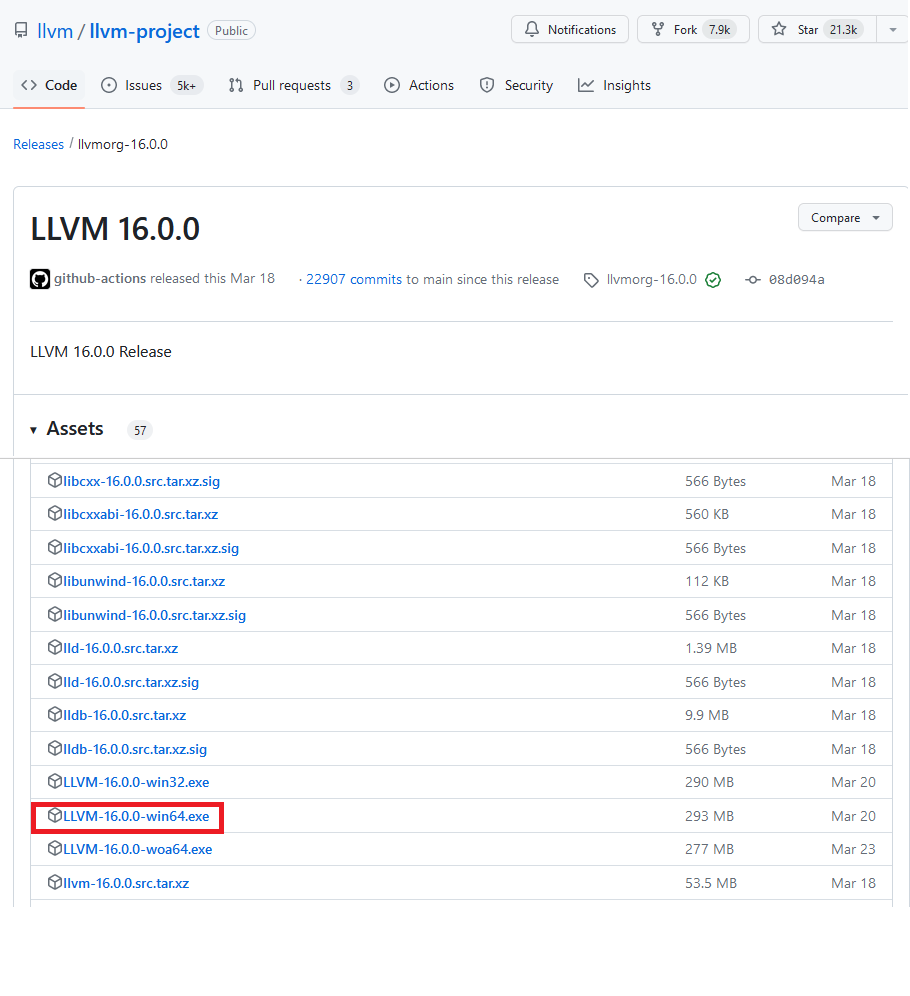 llvm / llvm-project Public Notifications Fork 7.9k Star 21.3k
Code Issues 5k+ Pull requests 3 Actions Security Insights
Releases / llvmorg-16.0.0
LLVM 16.0.0 Compare
github-actions released this Mar 18 · 22907 commits to main since this release llvmorg-16.0.0 08d094a
LLVM 16.0.0 Release
Assets 57
libcxx-16.0.0.src.tar.xz.sig 566 Bytes Mar 18
libcxxabi-16.0.0.src.tar.xz 560 KB Mar 18
libcxxabi-16.0.0.src.tar.xz.sig 566 Bytes Mar 18
libunwind-16.0.0.src.tar.xz 112 KB Mar 18
libunwind-16.0.0.src.tar.xz.sig 566 Bytes Mar 18
lld-16.0.0.src.tar.xz 1.39 MB Mar 18
lld-16.0.0.src.tar.xz.sig 566 Bytes Mar 18
lldb-16.0.0.src.tar.xz 9.9 MB Mar 18
lldb-16.0.0.src.tar.xz.sig 566 Bytes Mar 18
LLVM-16.0.0-win32.exe 290 MB Mar 20
LLVM-16.0.0-win64.exe 293 MB Mar 20
LLVM-16.0.0-woa64.exe 277 MB Mar 23
llvm-16.0.0.src.tar.xz 53.5 MB Mar 18